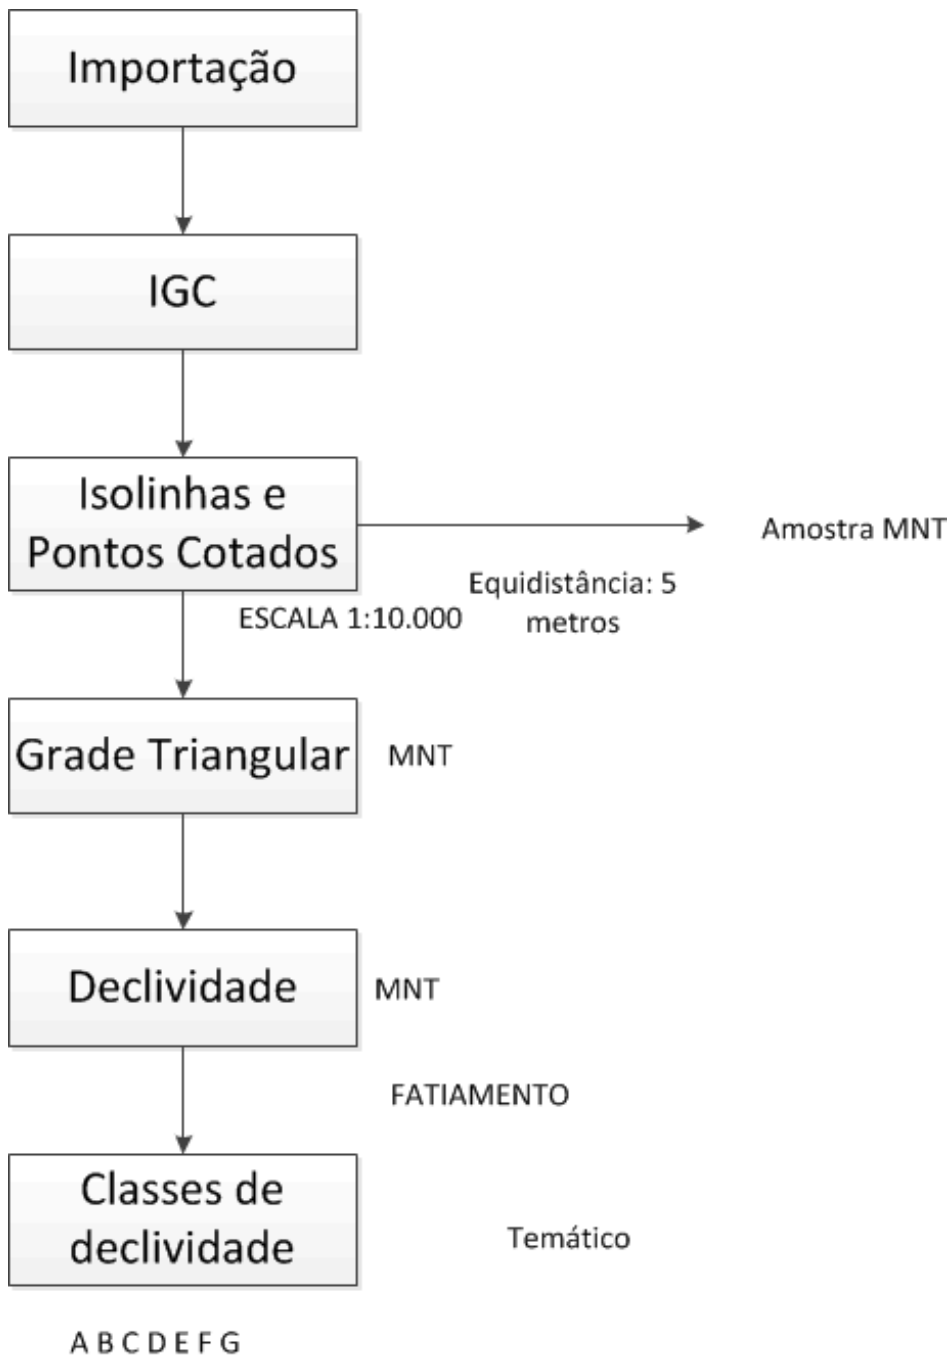 Importação
IGC
Isolinhas e
Pontos Cotados
Amostra MNT
Equidistância: 5
metros
ESCALA 1:10.000
Grade Triangular
MNT
Declividade
MNT
FATIAMENTO
Classes de
declividade
Temático
A B C D E F G